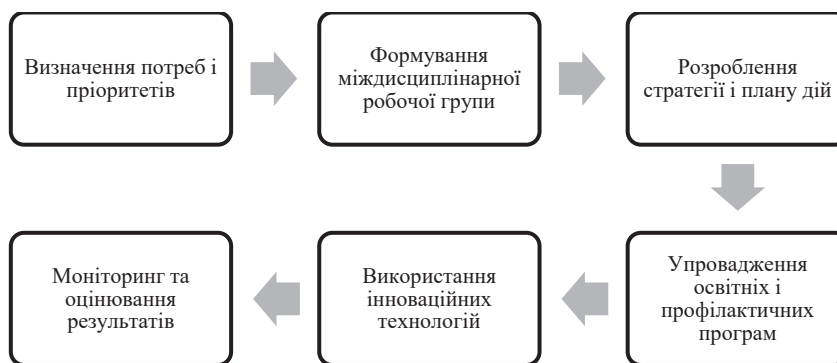 Визначення потреб і
пріоритетів
Формування
міждисциплінарної
робочої групи
Розроблення
стратегії і плану дій
Упровадження
освітніх і
профілактичних
програм
Використання
інноваційних
технологій
Моніторинг та
оцінювання
результатів